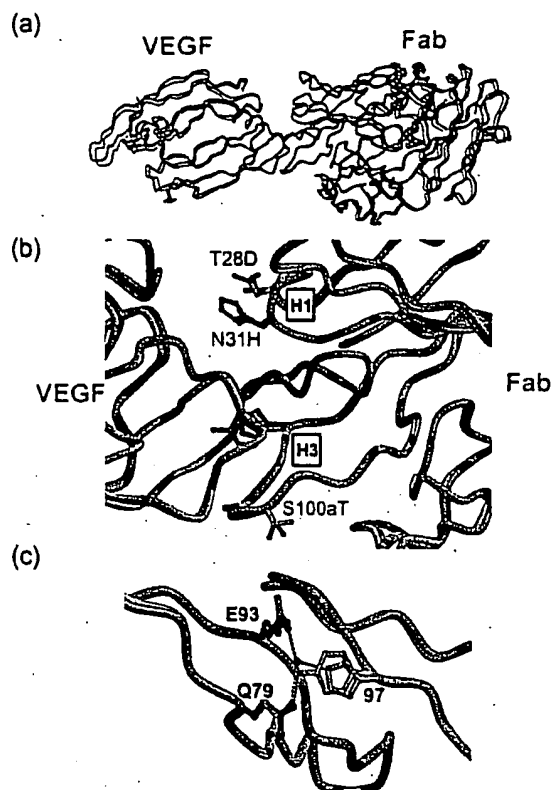 (a)
VEGF Fab
(b)
T28D
H1
N31H
VEGF Fab
H3
S100aT
(c)
E93
Q79 97